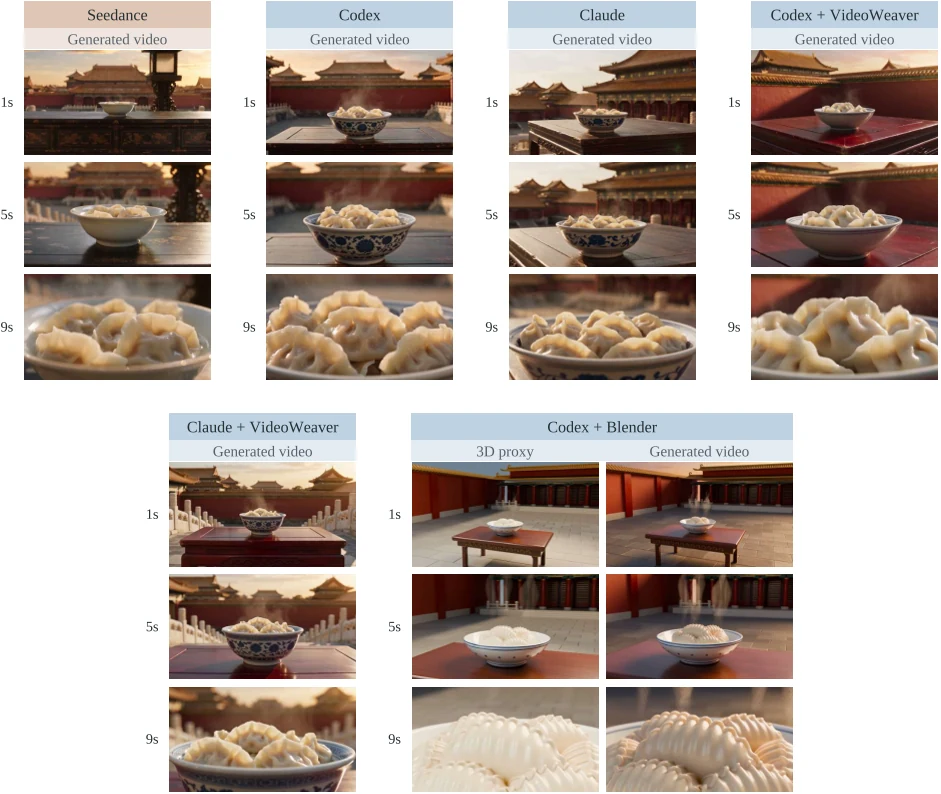 Seedance
Codex
Claude
Codex + VideoWeaver
Generated video
Generated video
Generated video
Generated video
1s
1s
1s
1s
5s
5s
5s
5s
9s
9s
9s
9s
Claude + VideoWeaver
Codex + Blender
Generated video
3D proxy
Generated video
1s
1s
5s
5s
9s
9s